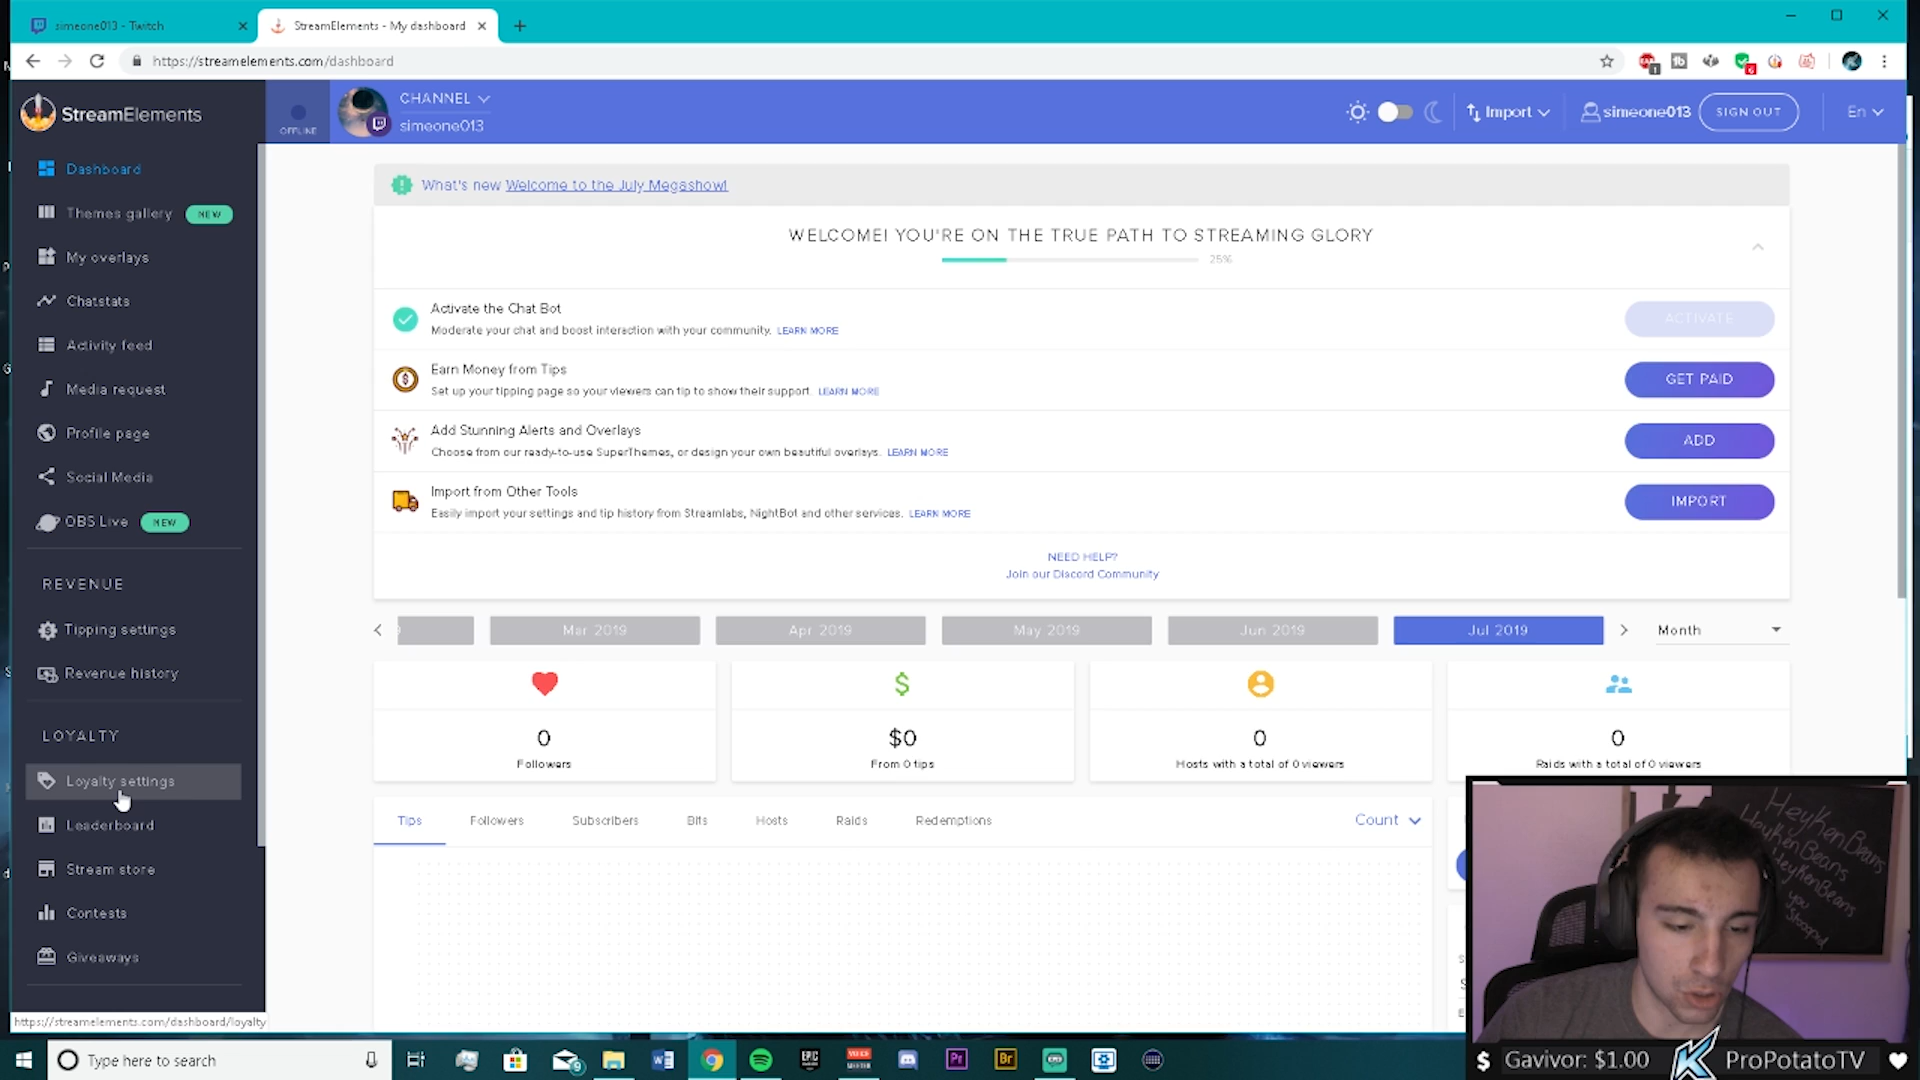 simeone013 - Twitch
StreamElements - My dashboard
https://streamelements.com/dashboard
StreamElements
OFFLINE
CHANNEL
simeone013
Import
simeone013
SIGN OUT
En
Dashboard
Themes gallery NEW
My overlays
Chatstats
Activity feed
Media request
Profile page
Social Media
OBS Live NEW
REVENUE
Tipping settings
Revenue history
LOYALTY
Loyalty settings
Leaderboard
Stream store
Contests
Giveaways
https://streamelements.com/dashboard/loyalty
What's new Welcome to the July Megashow!
WELCOME! YOU'RE ON THE TRUE PATH TO STREAMING GLORY
25%
Activate the Chat Bot
Moderate your chat and boost interaction with your community. LEARN MORE
ACTIVATE
Earn Money from Tips
Set up your tipping page so your viewers can tip to show their support. LEARN MORE
GET PAID
Add Stunning Alerts and Overlays
Choose from our ready-to-use SuperThemes, or design your own beautiful overlays. LEARN MORE
ADD
Import from Other Tools
Easily import your settings and tip history from Streamlabs, NightBot and other services. LEARN MORE
IMPORT
NEED HELP?
Join our Discord Community
Mar 2019
Apr 2019
May 2019
Jun 2019
Jul 2019
Month
0
Followers
$0
From 0 tips
0
Hosts with a total of 0 viewers
0
Raids with a total of 0 viewers
Tips
Followers
Subscribers
Bits
Hosts
Raids
Redemptions
Count
HeyKenBeans
HeyKenBeans
HeyKenBeans
you
Stoopid
Type here to search
$ Gavivor: $1.00
ProPotatoTV